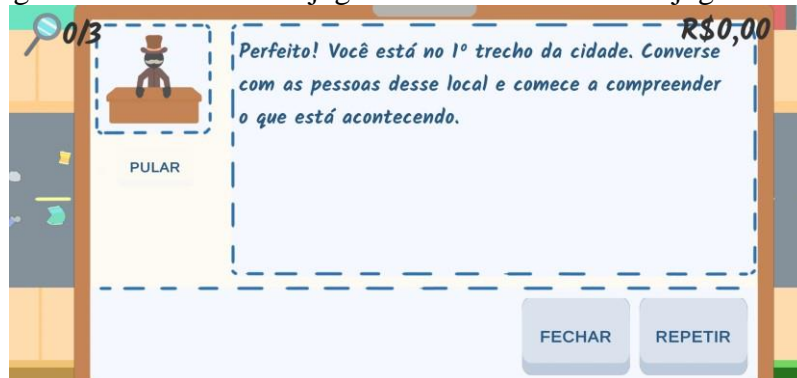 0/3
R$0,00
Perfeito! Você está no 1º trecho da cidade. Converse
com as pessoas desse local e comece a compreender
o que está acontecendo.
PULAR
FECHAR
REPETIR